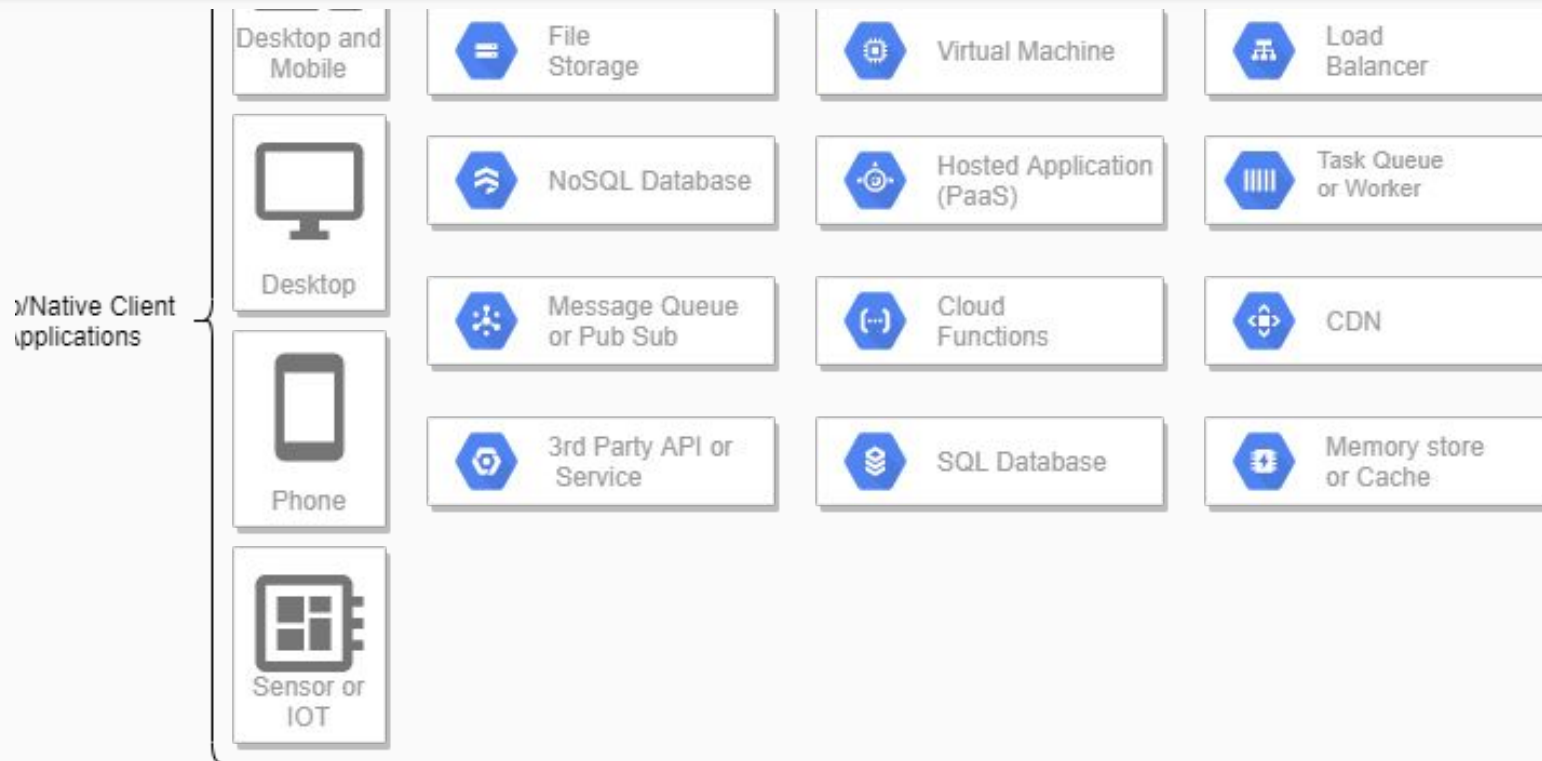 Desktop and
Mobile
File
Storage
Virtual Machine
Load
Balancer
NoSQL Database
Hosted Application
(PaaS)
Task Queue
or Worker
Desktop
/Native Client
Applications
Message Queue
or Pub Sub
Cloud
Functions
CDN
Phone
3rd Party API or
Service
SQL Database
Memory store
or Cache
Sensor or
IOT